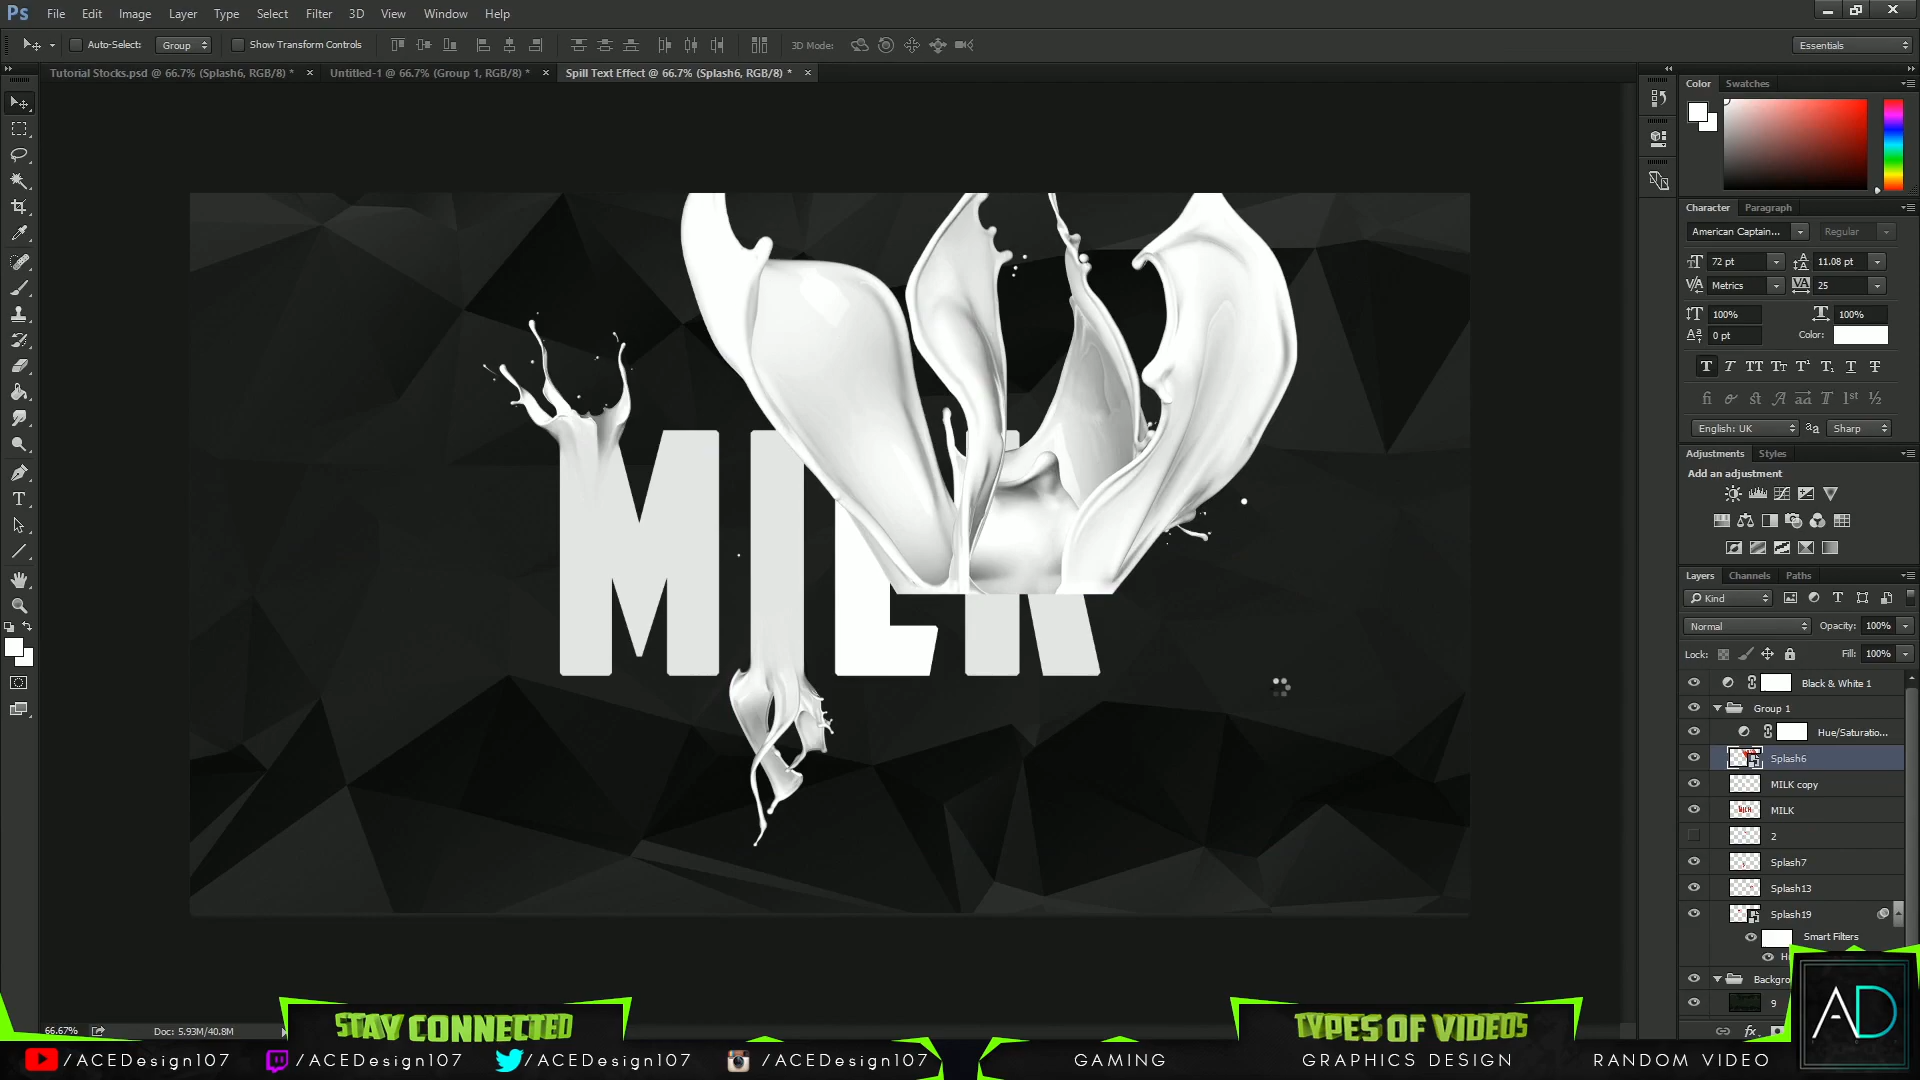 Ps File Edit Image Layer Type Select Filter 3D View Window Help
Auto-Select: Group Show Transform Controls 3D Mode: Essentials
Tutorial Stocks.psd @ 66.7% (Splash6, RGB/8) * Untitled-1 @ 66.7% (Group 1, RGB/8) * Spill Text Effect @ 66.7% (Splash6, RGB/8) *
Color Swatches
Character Paragraph
American Captain... Regular
72 pt 11.08 pt
Metrics 25
100% 100%
0 pt Color:
English: UK Sharp
Adjustments Styles
Add an adjustment
Layers Channels Paths
Kind
Normal Opacity: 100%
Lock: Fill: 100%
Black & White 1
Group 1
Hue/Saturatio...
Splash6
MILK copy
MILK
2
Splash7
Splash13
Splash19
Smart Filters
Backgro
9
MILK
66.67% Doc: 5.93M/40.8M
STAY CONNECTED
TYPES OF VIDEOS
/ACEDesign107 /ACEDesign107 /ACEDesign107 /ACEDesign107
GAMING GRAPHICS DESIGN RANDOM VIDEO
AD